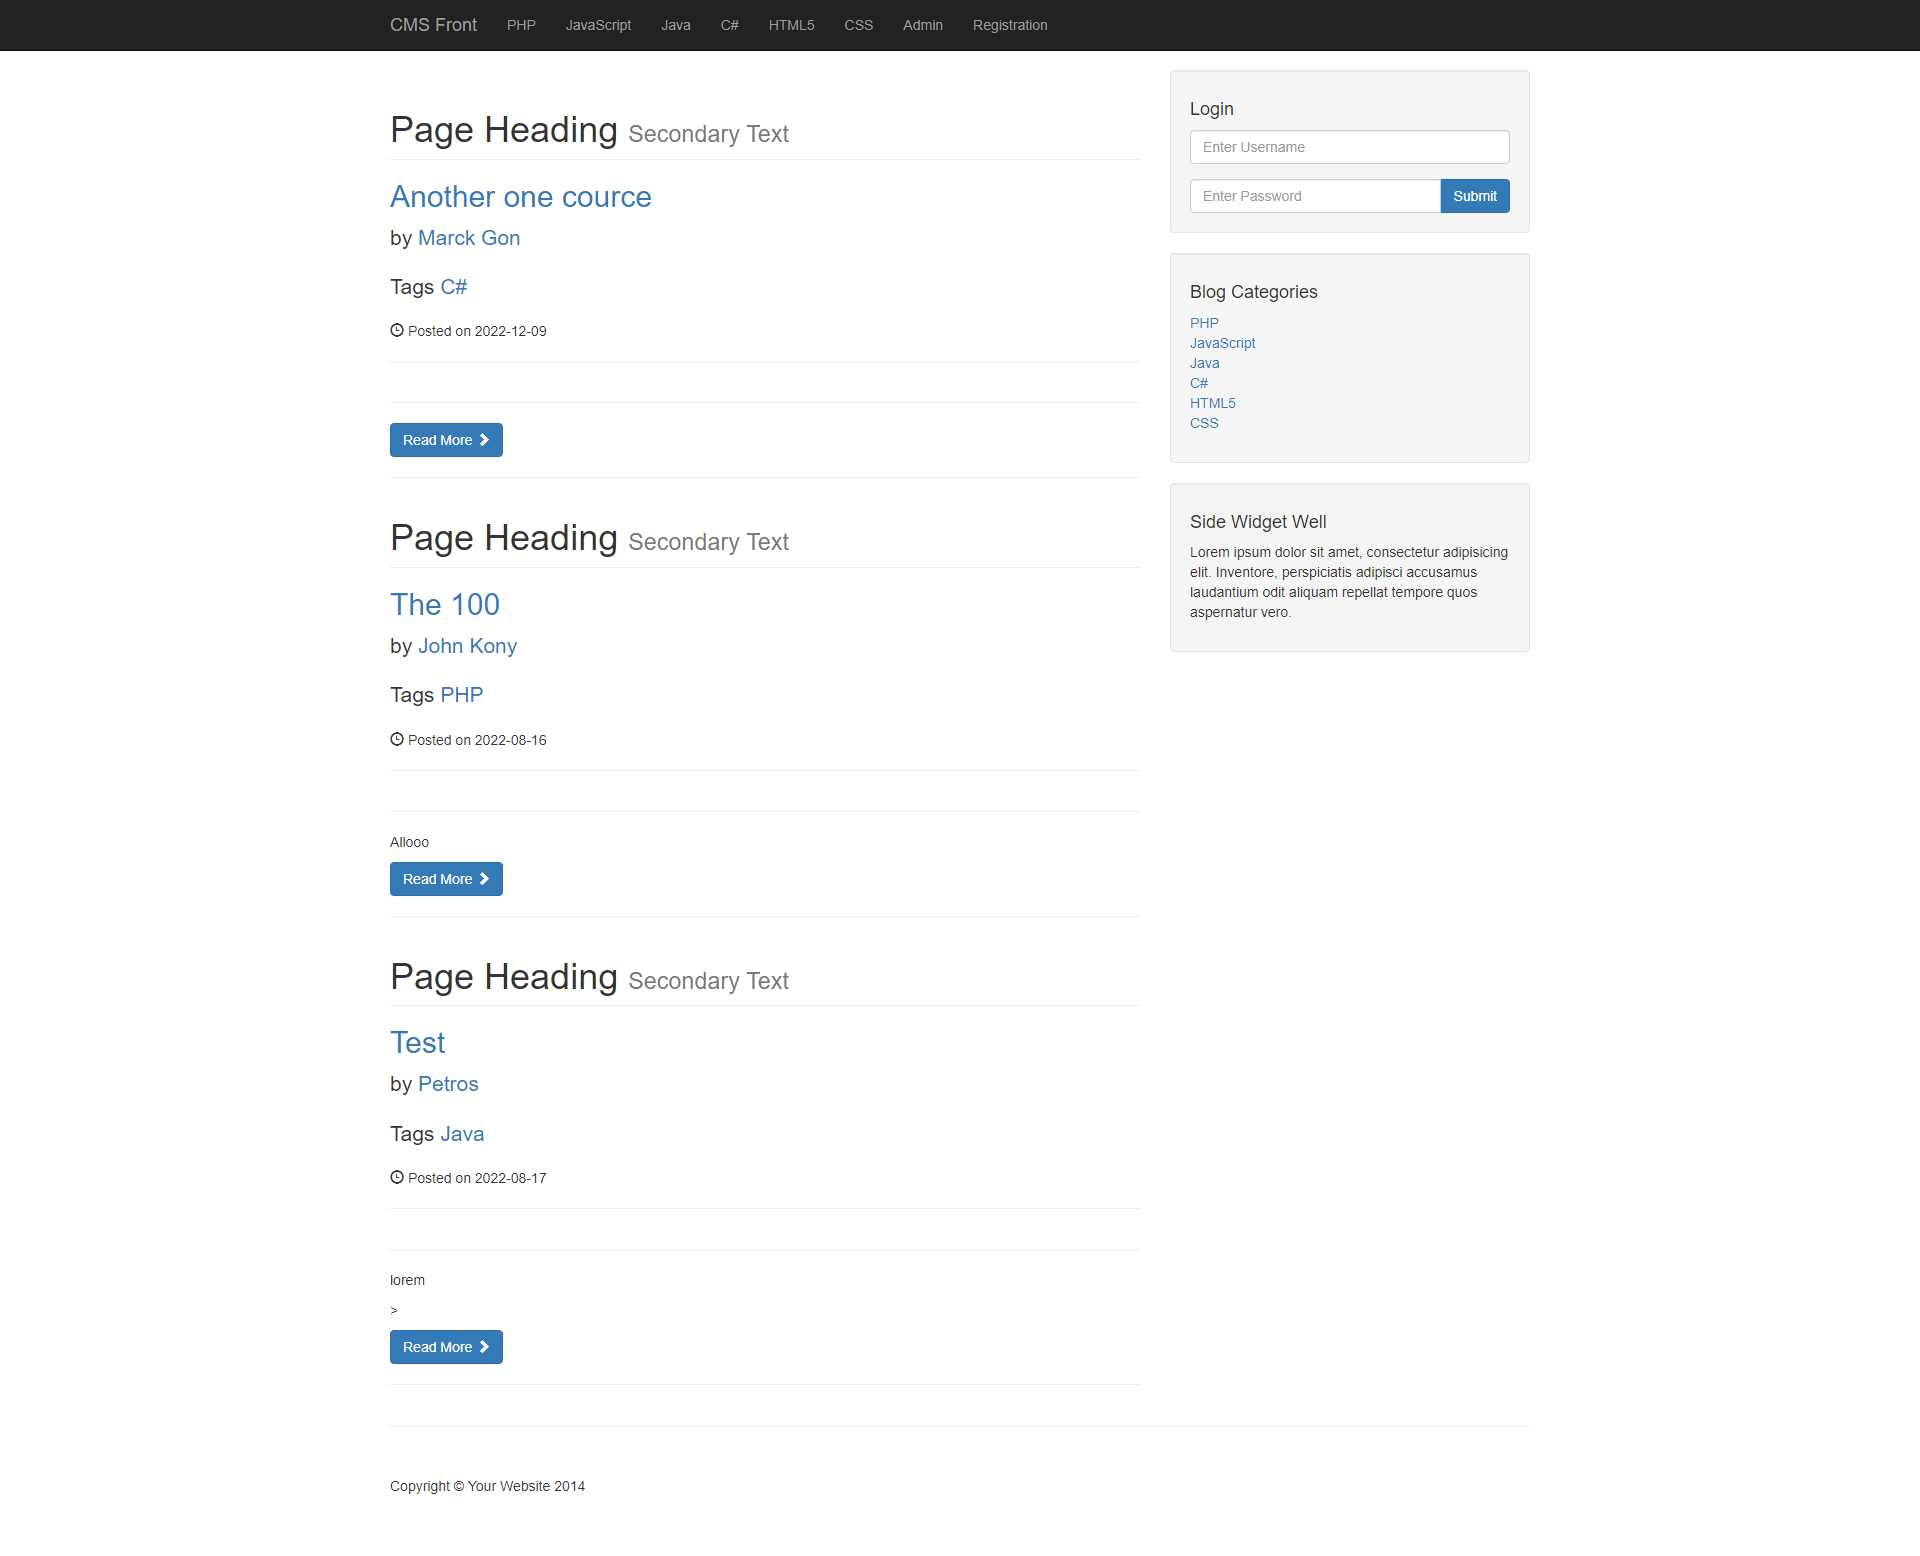 CMS Front PHP JavaScript Java C# HTML5 CSS Admin Registration
Page Heading Secondary Text
Another one cource
by Marck Gon
Tags C#
Posted on 2022-12-09
Read More
Page Heading Secondary Text
The 100
by John Kony
Tags PHP
Posted on 2022-08-16
Allooo
Read More
Page Heading Secondary Text
Test
by Petros
Tags Java
Posted on 2022-08-17
lorem
>
Read More
Login
Enter Username
Enter Password Submit
Blog Categories
PHP
JavaScript
Java
C#
HTML5
CSS
Side Widget Well
Lorem ipsum dolor sit amet, consectetur adipisicing
elit. Inventore, perspiciatis adipisci accusamus
laudantium odit aliquam repellat tempore quos
aspernatur vero.
Copyright © Your Website 2014